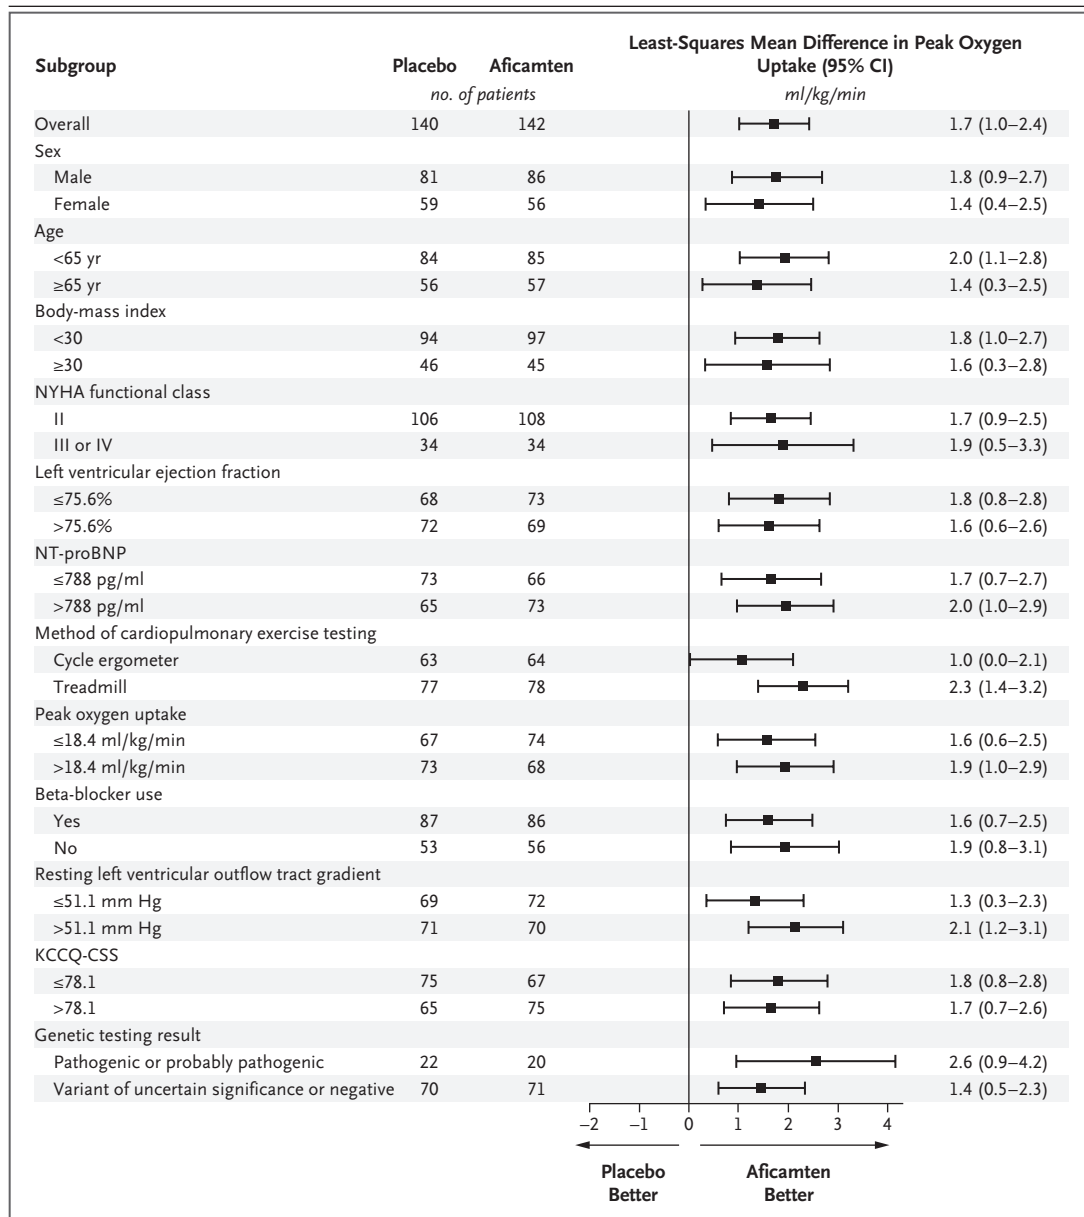 Least-Squares Mean Difference in Peak Oxygen
Subgroup Placebo Aficamten Uptake (95% CI)
no. of patients ml/kg/min
Overall 140 142 1.7 (1.0–2.4)
Sex
Male 81 86 1.8 (0.9–2.7)
Female 59 56 1.4 (0.4–2.5)
Age
<65 yr 84 85 2.0 (1.1–2.8)
≥65 yr 56 57 1.4 (0.3–2.5)
Body-mass index
<30 94 97 1.8 (1.0–2.7)
≥30 46 45 1.6 (0.3–2.8)
NYHA functional class
II 106 108 1.7 (0.9–2.5)
III or IV 34 34 1.9 (0.5–3.3)
Left ventricular ejection fraction
≤75.6% 68 73 1.8 (0.8–2.8)
>75.6% 72 69 1.6 (0.6–2.6)
NT-proBNP
≤788 pg/ml 73 66 1.7 (0.7–2.7)
>788 pg/ml 65 73 2.0 (1.0–2.9)
Method of cardiopulmonary exercise testing
Cycle ergometer 63 64 1.0 (0.0–2.1)
Treadmill 77 78 2.3 (1.4–3.2)
Peak oxygen uptake
≤18.4 ml/kg/min 67 74 1.6 (0.6–2.5)
>18.4 ml/kg/min 73 68 1.9 (1.0–2.9)
Beta-blocker use
Yes 87 86 1.6 (0.7–2.5)
No 53 56 1.9 (0.8–3.1)
Resting left ventricular outflow tract gradient
≤51.1 mm Hg 69 72 1.3 (0.3–2.3)
>51.1 mm Hg 71 70 2.1 (1.2–3.1)
KCCQ-CSS
≤78.1 75 67 1.8 (0.8–2.8)
>78.1 65 75 1.7 (0.7–2.6)
Genetic testing result
Pathogenic or probably pathogenic 22 20 2.6 (0.9–4.2)
Variant of uncertain significance or negative 70 71 1.4 (0.5–2.3)
−2 −1 0 1 2 3 4
Placebo Aficamten
Better Better